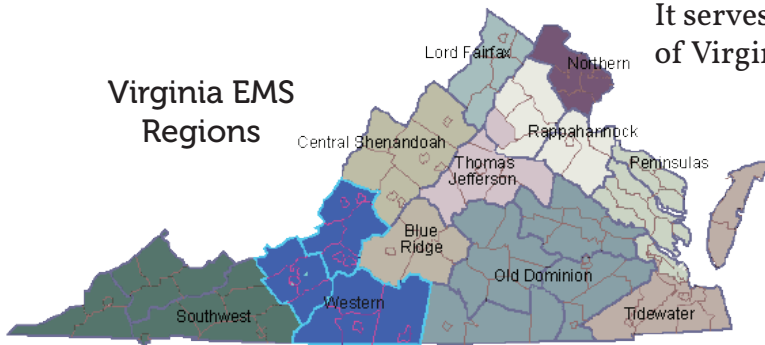 It serves
of Virgin
Virginia EMS
Regions
Lord Fairfax
Northern
Central Shenandoah
Rappahannock
Thomas
Jefferson
Peninsulas
Blue
Ridge
Old Dominion
Western
Southwest
Tidewater